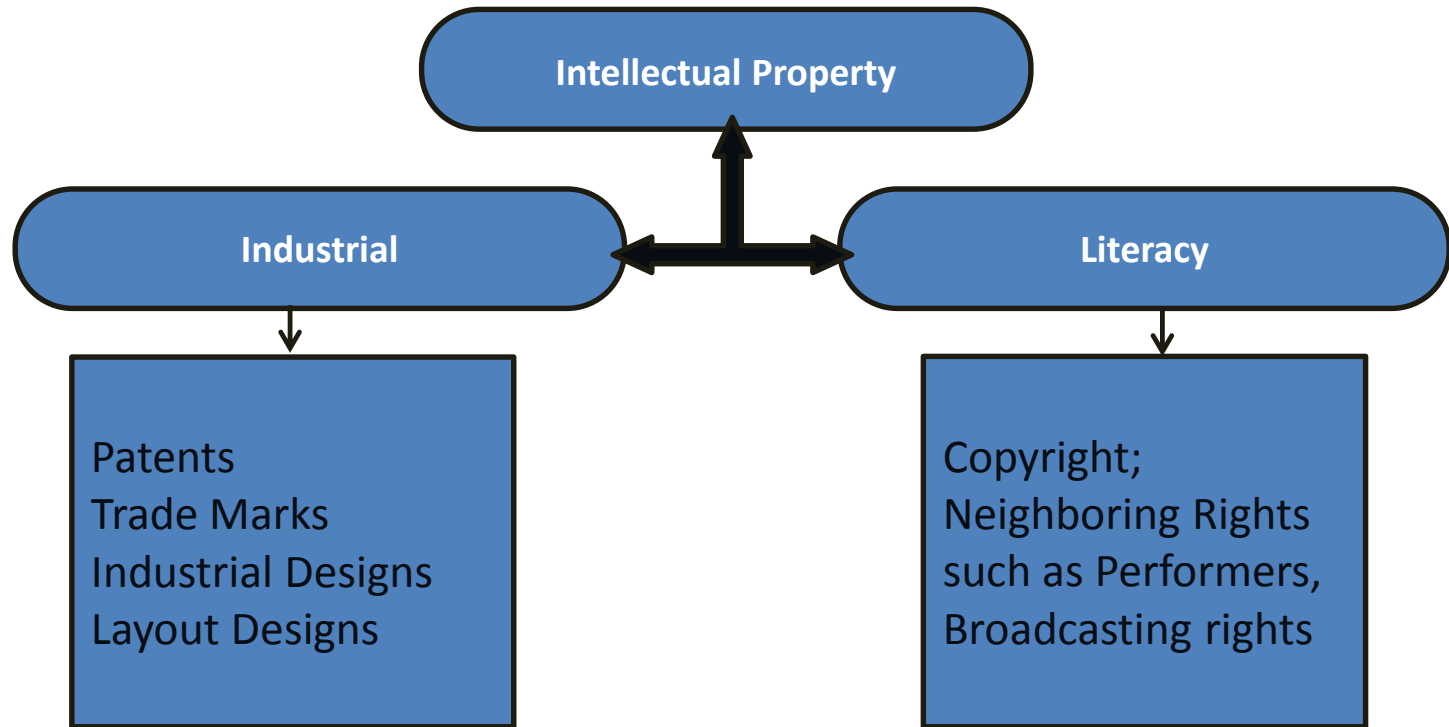 Intellectual Property
Industrial
Literacy
Patents
Trade Marks
Industrial Designs
Layout Designs
Copyright;
Neighboring Rights
such as Performers,
Broadcasting rights